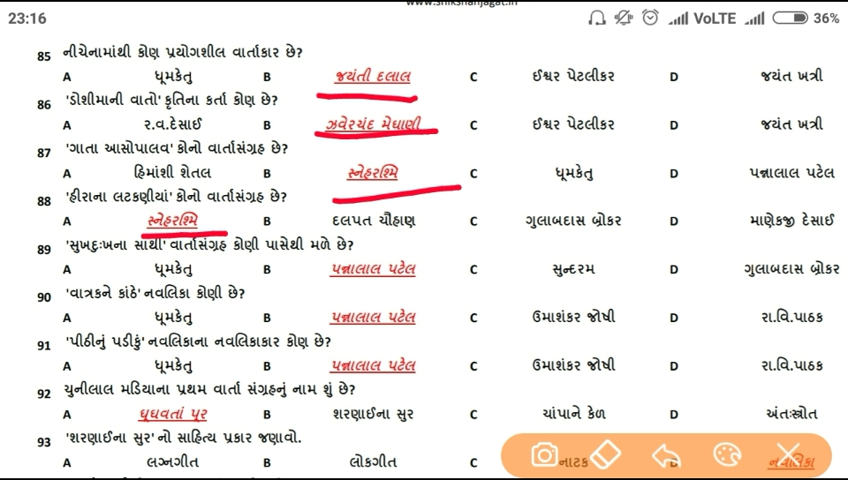 www.shikshanjagat.in
23:16 VoLTE 36%
85 નીચેનામાંથી કોણ પ્રયોગશીલ વાર્તાકાર છે?
A ધૂમકેતુ B જયંતી દલાલ C ઈશ્વર પેટલીકર D જયંત ખત્રી
86 'ડોશીમાની વાતો' કૃતિના કર્તા કોણ છે?
A ર.વ.દેસાઈ B ઝવેરચંદ મેઘાણી C ઈશ્વર પેટલીકર D જયંત ખત્રી
87 'ગાતા આસોપાલવ' કોનો વાર્તાસંગ્રહ છે?
A હિમાંશી શેતલ B સ્નેહરશ્મિ C ધૂમકેતુ D પન્નાલાલ પટેલ
88 'હીરાના લટકણીયાં' કોનો વાર્તાસંગ્રહ છે?
A સ્નેહરશ્મિ B દલપત ચૌહાણ C ગુલાબદાસ બ્રોકર D માણેકજી દેસાઈ
89 'સુખદુઃખના સાથી' વાર્તાસંગ્રહ કોણી પાસેથી મળે છે?
A ધૂમકેતુ B પન્નાલાલ પટેલ C સુન્દરમ D ગુલાબદાસ બ્રોકર
90 'વાત્રકને કાંઠે' નવલિકા કોણી છે?
A ધૂમકેતુ B પન્નાલાલ પટેલ C ઉમાશંકર જોષી D રા.વિ.પાઠક
91 'પીઠીનું પડીકું' નવલિકાના નવલિકાકાર કોણ છે?
A ધૂમકેતુ B પન્નાલાલ પટેલ C ઉમાશંકર જોષી D રા.વિ.પાઠક
92 ચુનીલાલ મડિયાના પ્રથમ વાર્તા સંગ્રહનું નામ શું છે?
A ઘૂઘવતાં પૂર B શરણાઈના સુર C ચાંપાને કેળ D અંતઃસ્ત્રોત
93 'શરણાઈના સુર' નો સાહિત્ય પ્રકાર જણાવો.
A લગ્નગીત B લોકગીત C નાટક D નવલિકા